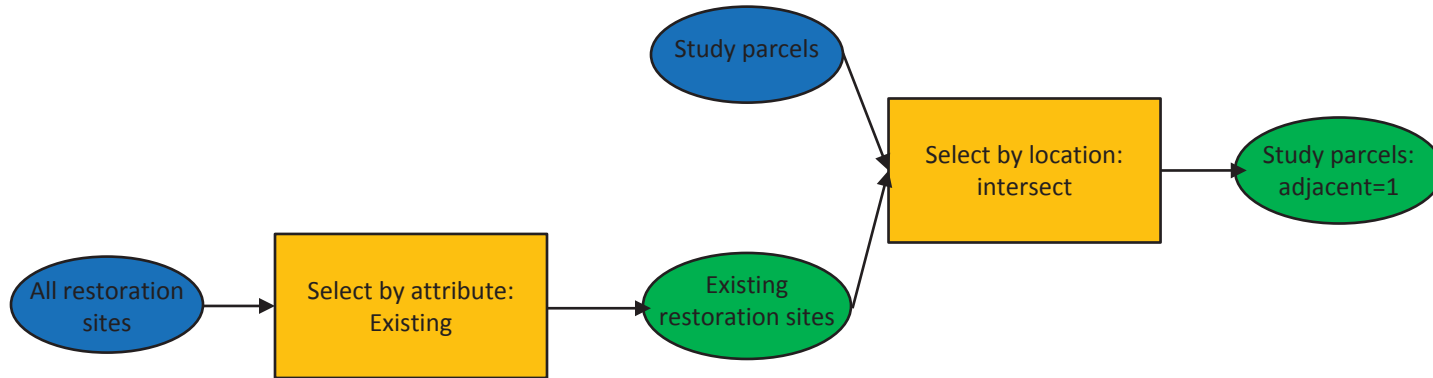 Study parcels
Select by location:
intersect
Study parcels:
adjacent=1
All restoration
sites
Select by attribute:
Existing
Existing
restoration sites